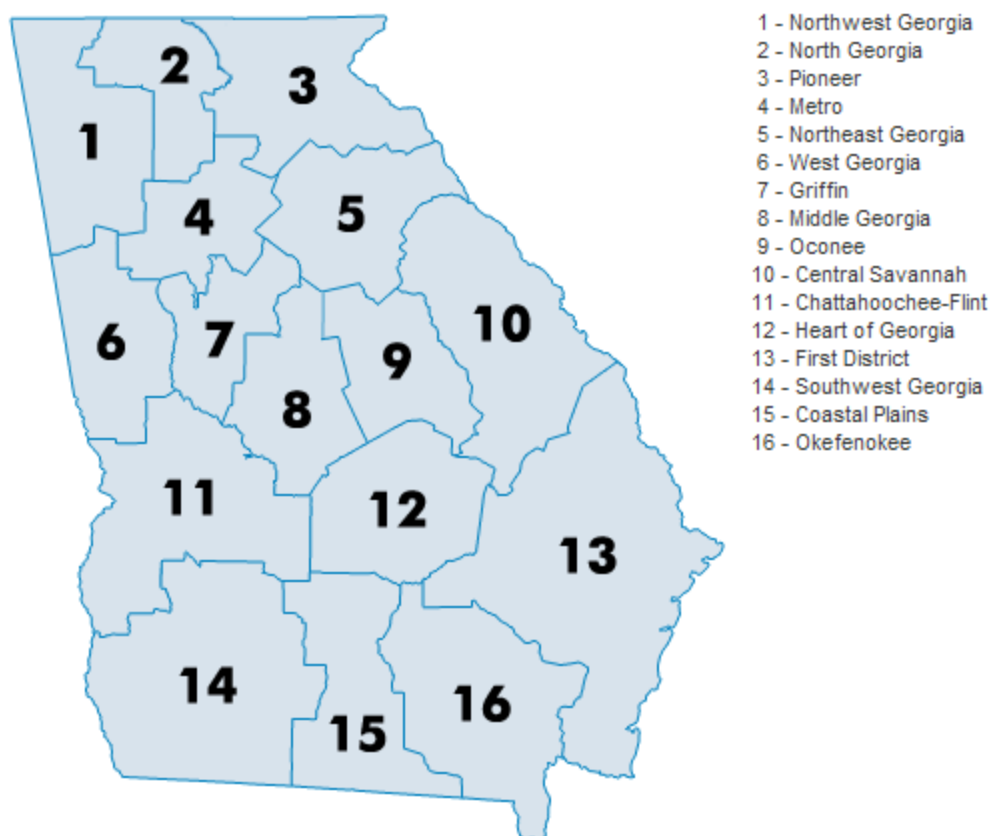 1 - Northwest Georgia
2 - North Georgia
3 - Pioneer
4 - Metro
5 - Northeast Georgia
6 - West Georgia
7 - Griffin
8 - Middle Georgia
9 - Oconee
10 - Central Savannah
11 - Chattahoochee-Flint
12 - Heart of Georgia
13 - First District
14 - Southwest Georgia
15 - Coastal Plains
16 - Okefenokee
2
3
1
4
5
6
7
8
9
10
11
12
13
14
15
16